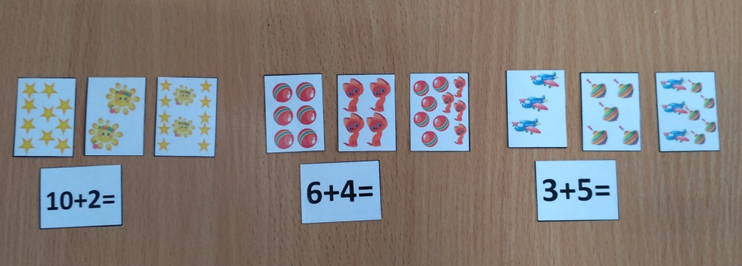 10+2=
6+4=
3+5=